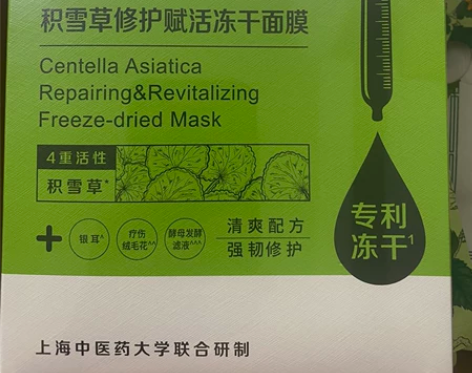 积雪草修护赋活冻干面膜
Centella Asiatica
Repairing&Revitalizing
Freeze-dried Mask
4重活性
积雪草*
银耳^
疗伤
绒毛花^^
酵母发酵
滤液^^^
清爽配方
强韧修护
专利
冻干1
上海中医药大学联合研制